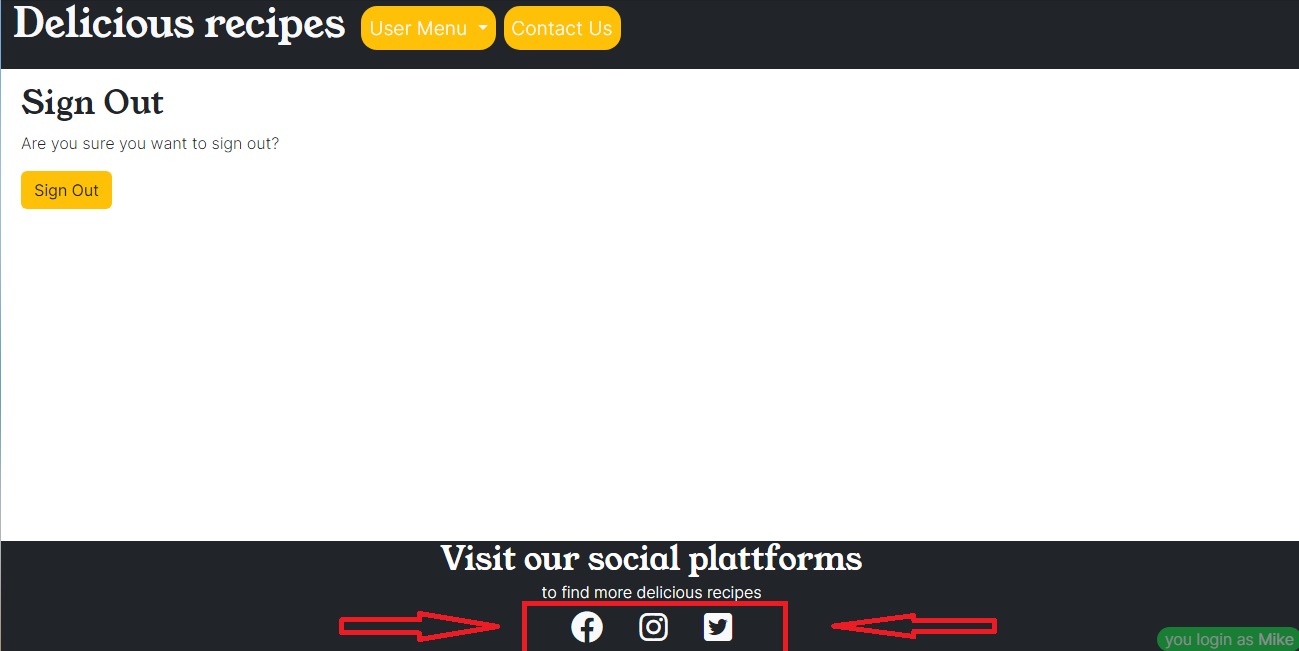 Delicious recipes User Menu Contact Us
Sign Out
Are you sure you want to sign out?
Sign Out
Visit our social plattforms
to find more delicious recipes
you login as Mike